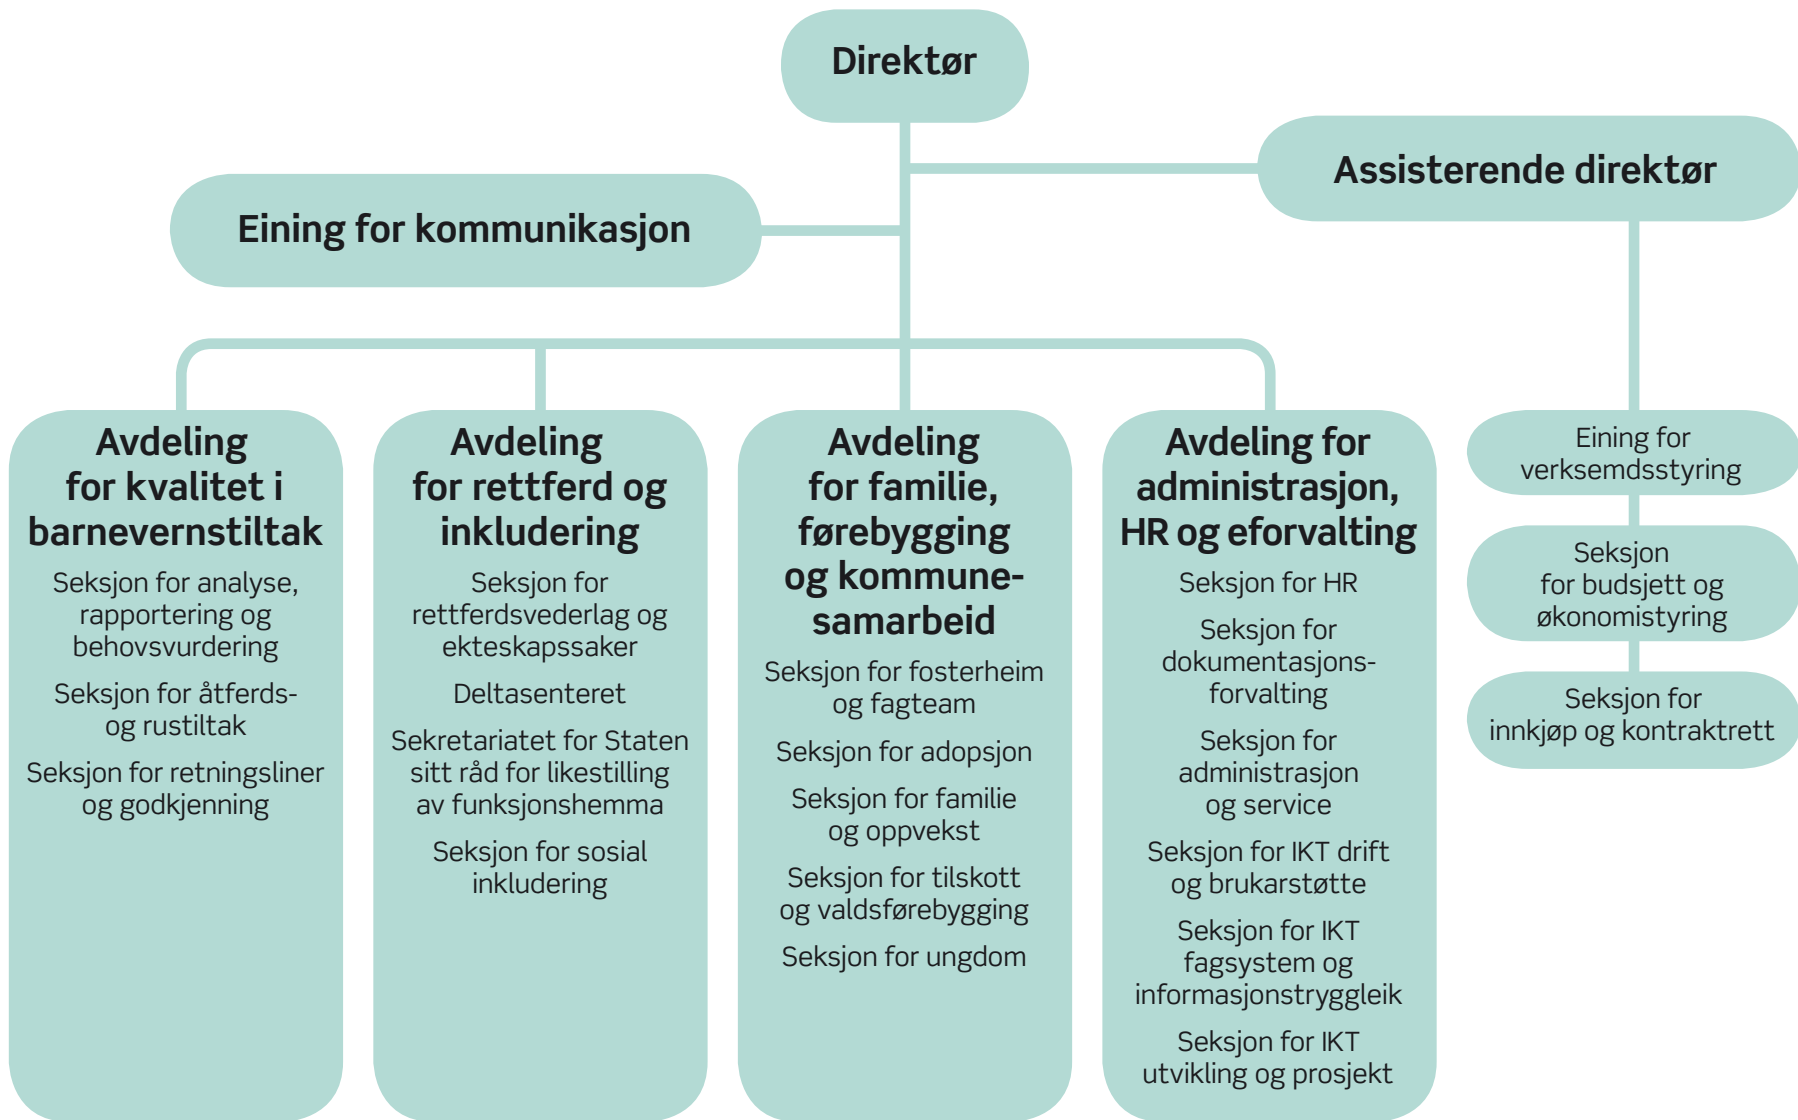 Direktør
Assisterende direktør
Eining for kommunikasjon
Avdeling
for kvalitet i
barnevernstiltak
Seksjon for analyse,
rapportering og
behovsvurdering
Seksjon for åtferds-
og rustiltak
Seksjon for retningsliner
og godkjenning
Avdeling
for rettferd og
inkludering
Seksjon for
rettferdsvederlag og
ekteskapssaker
Deltasenteret
Sekretariatet for Staten
sitt råd for likestilling
av funksjonshemma
Seksjon for sosial
inkludering
Avdeling
for familie,
førebygging
og kommune-
samarbeid
Seksjon for fosterheim
og fagteam
Seksjon for adopsjon
Seksjon for familie
og oppvekst
Seksjon for tilskott
og valdsførebygging
Seksjon for ungdom
Avdeling for
administrasjon,
HR og eforvalting
Seksjon for HR
Seksjon for
dokumentasjons-
forvalting
Seksjon for
administrasjon
og service
Seksjon for IKT drift
og brukarstøtte
Seksjon for IKT
fagsystem og
informasjonstryggleik
Seksjon for IKT
utvikling og prosjekt
Eining for
verksemdsstyring
Seksjon
for budsjett og
økonomistyring
Seksjon for
innkjøp og kontraktrett